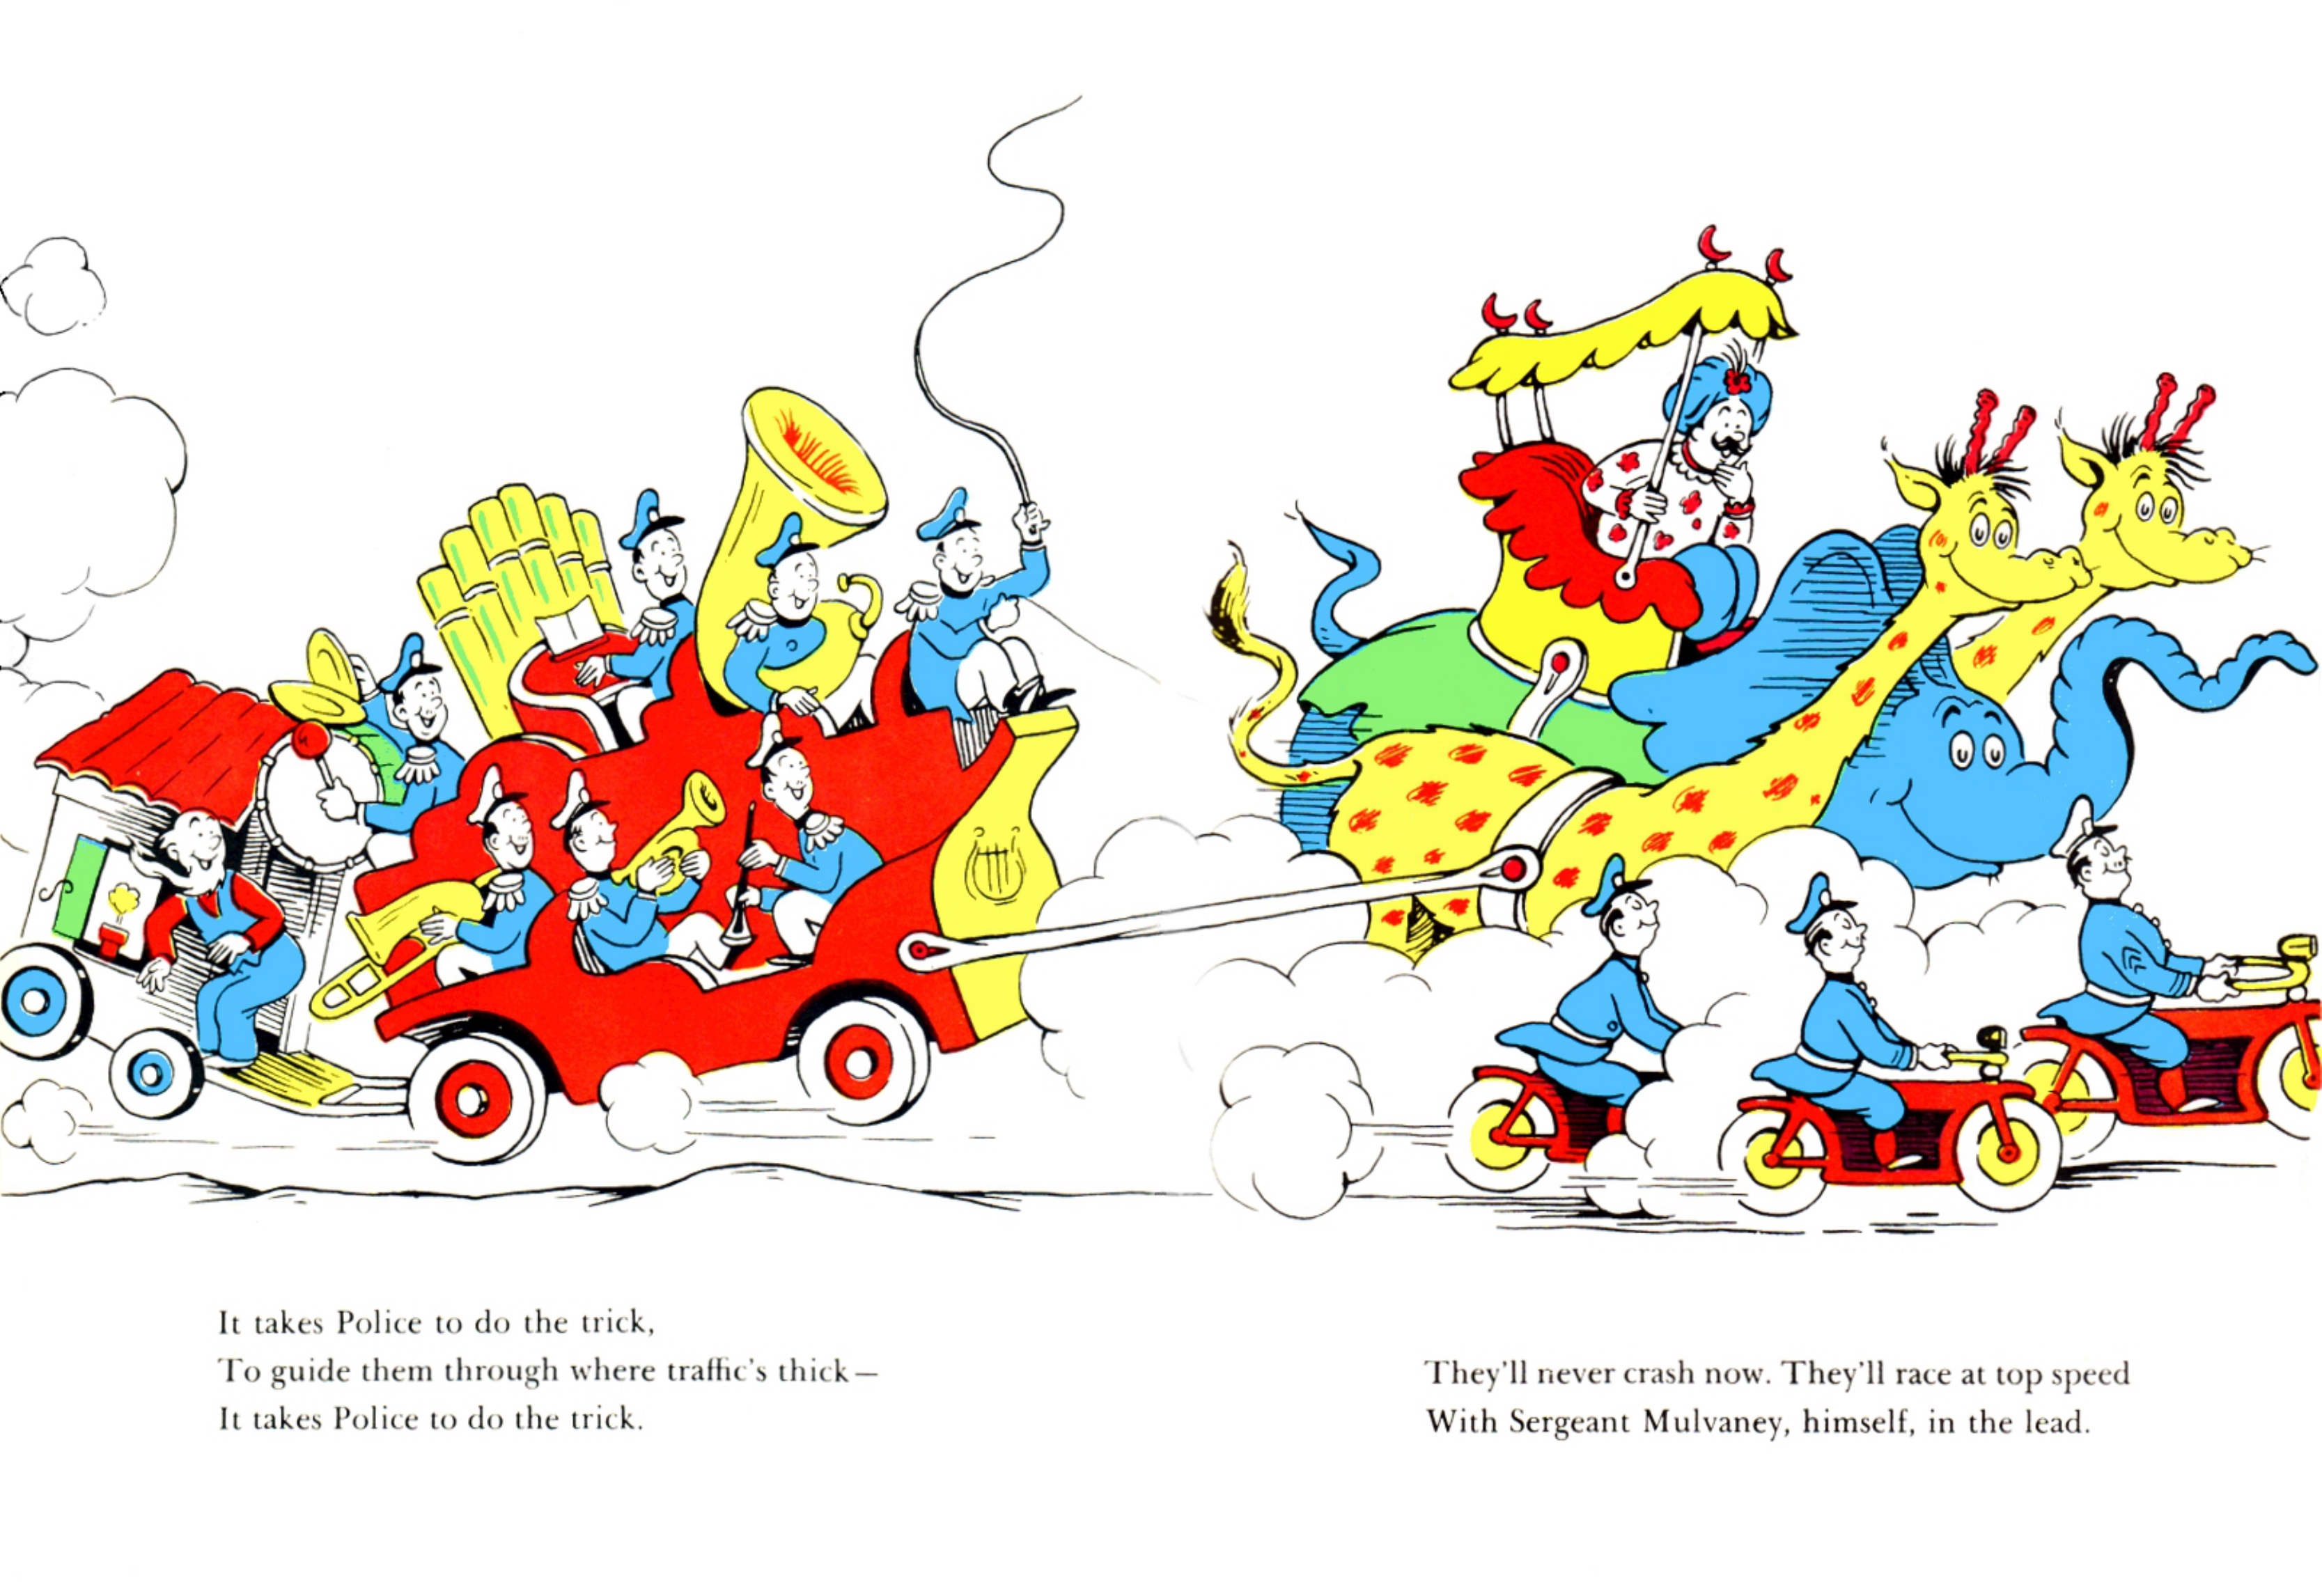 It takes Police to do the trick,
To guide them through where traffic's thick—
It takes Police to do the trick.
They'll never crash now. They'll race at top speed
With Sergeant Mulvaney, himself, in the lead.